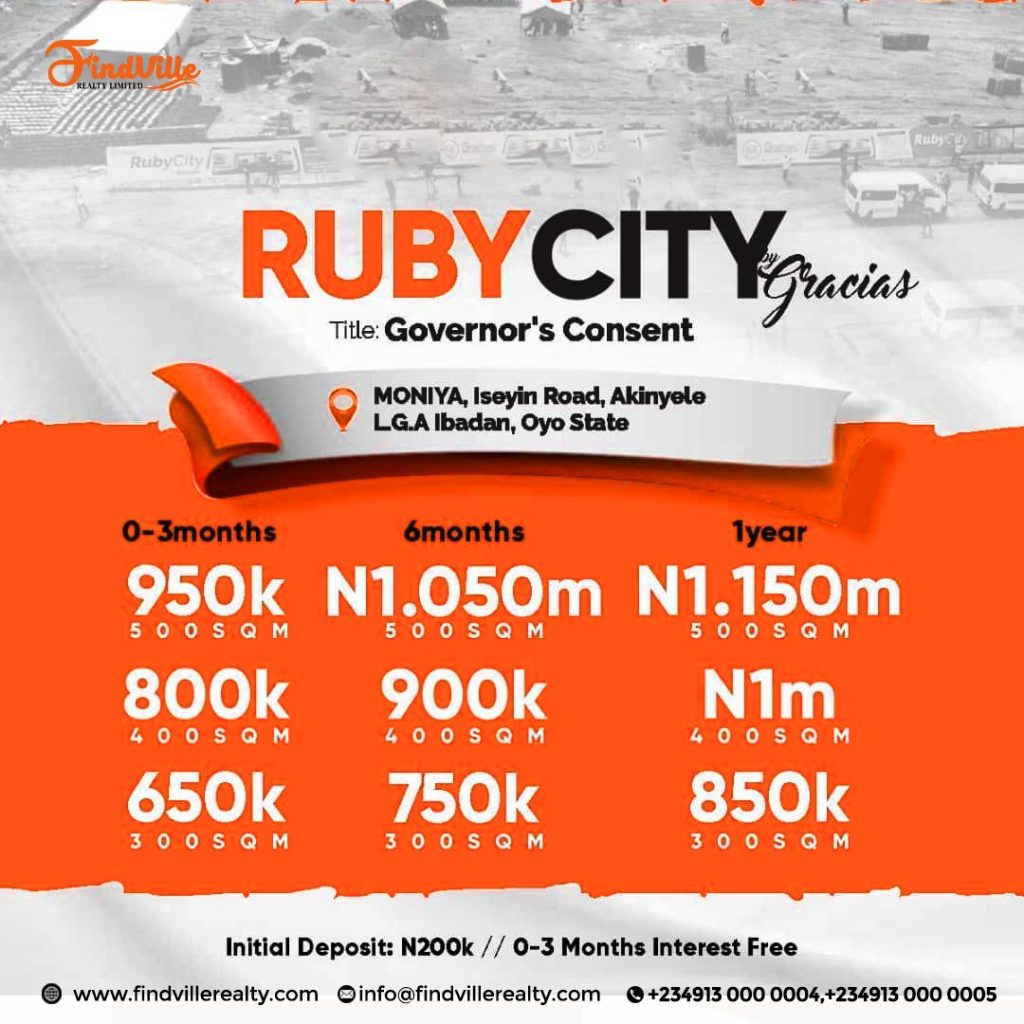 FindVille
REALTY LIMITED
RubyCity
RubyCity
RUBY CITY by Gracias
Title: Governor's Consent
MONIYA, Iseyin Road, Akinyele
L.G.A Ibadan, Oyo State
0-3months 6months 1year
950k N1.050m N1.150m
500SQM 500SQM 500SQM
800k 900k N1m
400SQM 400SQM 400SQM
650k 750k 850k
300SQM 300SQM 300SQM
Initial Deposit: N200k // 0-3 Months Interest Free
www.findvillerealty.com info@findvillerealty.com +234913 000 0004,+234913 000 0005